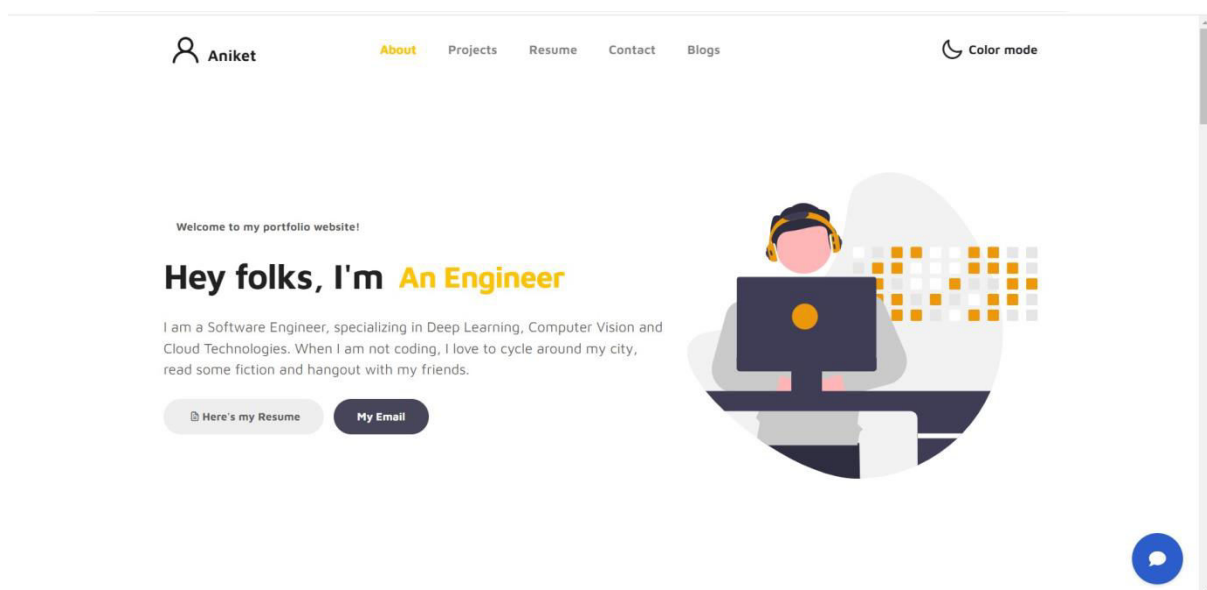 Aniket
About Projects Resume Contact Blogs
Color mode
Welcome to my portfolio website!
Hey folks, I'm An Engineer
I am a Software Engineer, specializing in Deep Learning, Computer Vision and
Cloud Technologies. When I am not coding, I love to cycle around my city,
read some fiction and hangout with my friends.
Here's my Resume
My Email